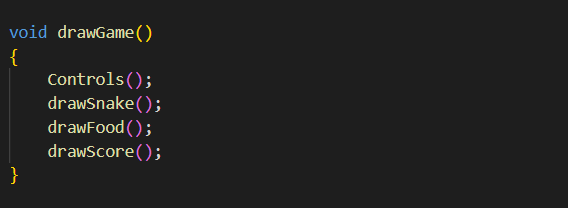 void drawGame()
{
    Controls();
    drawSnake();
    drawFood();
    drawScore();
}